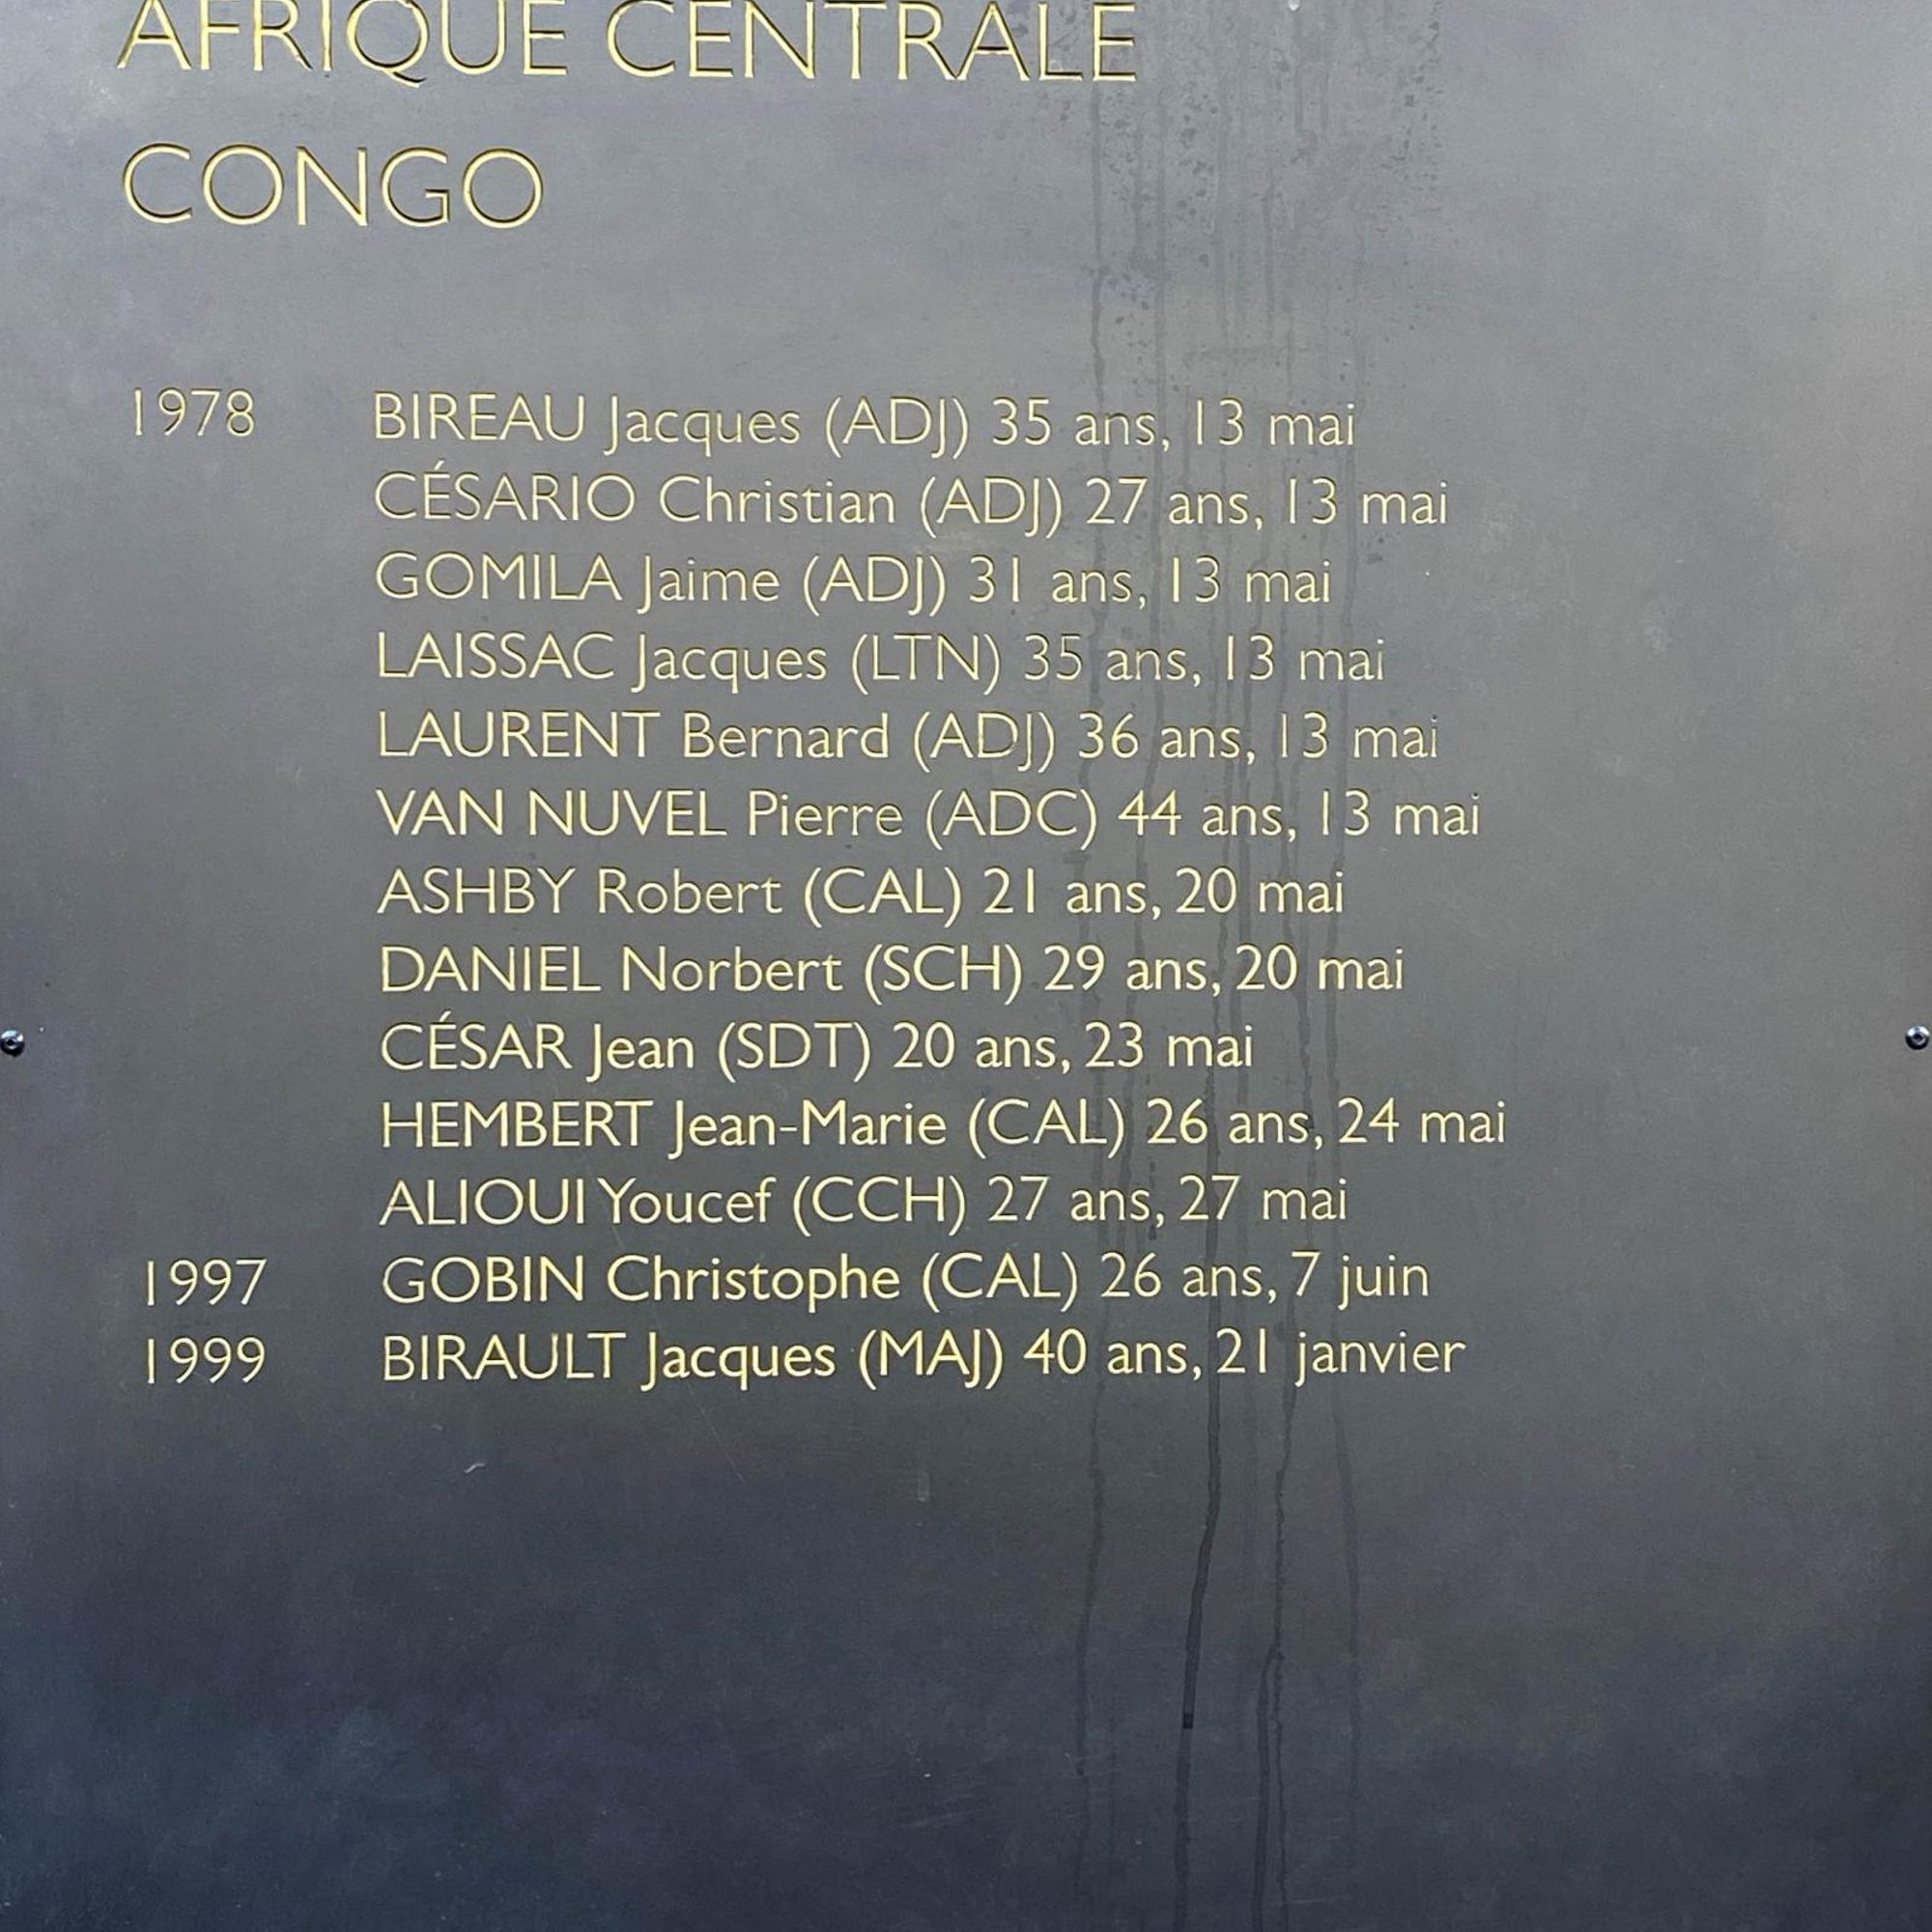 AFRIQUE CENTRALE
CONGO
1978 BIREAU Jacques (ADJ) 35 ans, 13 mai
CÉSARIO Christian (ADJ) 27 ans, 13 mai
GOMILA Jaime (ADJ) 31 ans, 13 mai
LAISSAC Jacques (LTN) 35 ans, 13 mai
LAURENT Bernard (ADJ) 36 ans, 13 mai
VAN NUVEL Pierre (ADC) 44 ans, 13 mai
ASHBY Robert (CAL) 21 ans, 20 mai
DANIEL Norbert (SCH) 29 ans, 20 mai
CÉSAR Jean (SDT) 20 ans, 23 mai
HEMBERT Jean-Marie (CAL) 26 ans, 24 mai
ALIOUI Youcef (CCH) 27 ans, 27 mai
1997 GOBIN Christophe (CAL) 26 ans, 7 juin
1999 BIRAULT Jacques (MAJ) 40 ans, 21 janvier